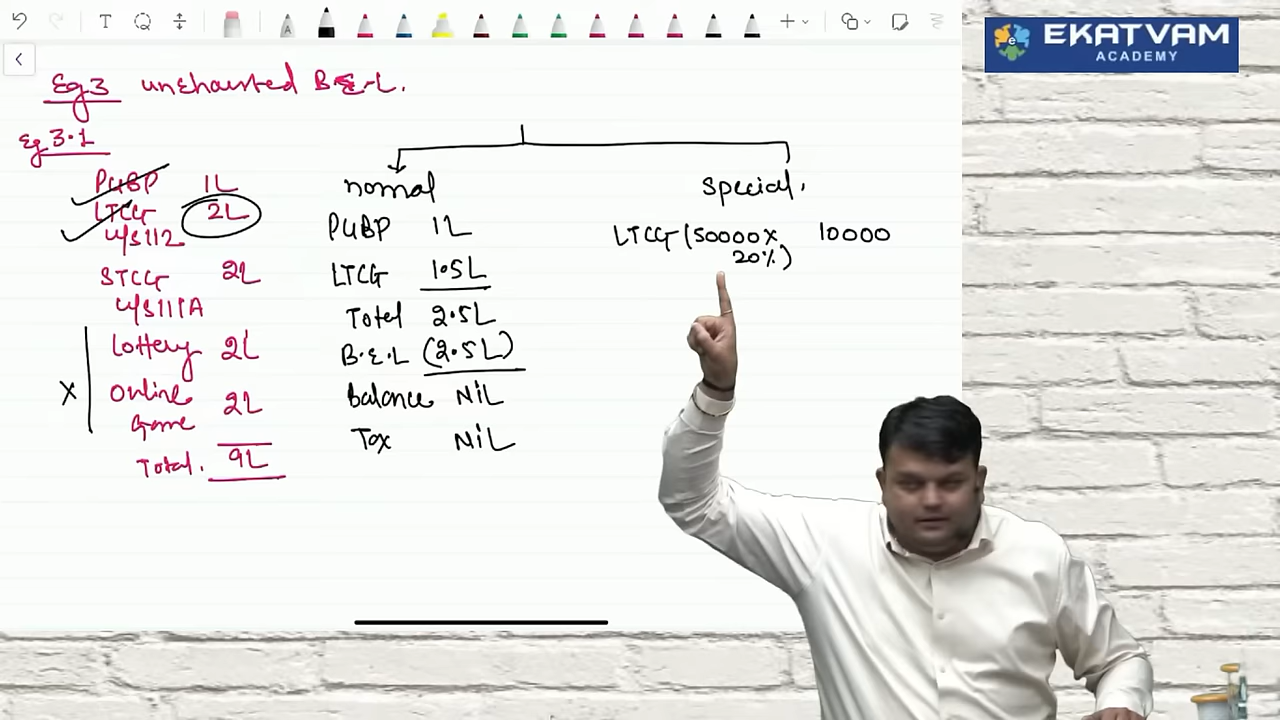 EKATVAM
ACADEMY
Eg3 unexhausted B.E.L.
Eg 3.1
PGBP 1L
LTCG 2L
u/s 112
STCG 2L
u/s 111A
Lottery 2L
Online 2L
Game
Total. 9L
normal
PGBP 1L
LTCG 1.5L
Total 2.5L
B.E.L (2.5L)
Balance NiL
Tax NiL
Special.
LTCG (50000x 10000
20%)